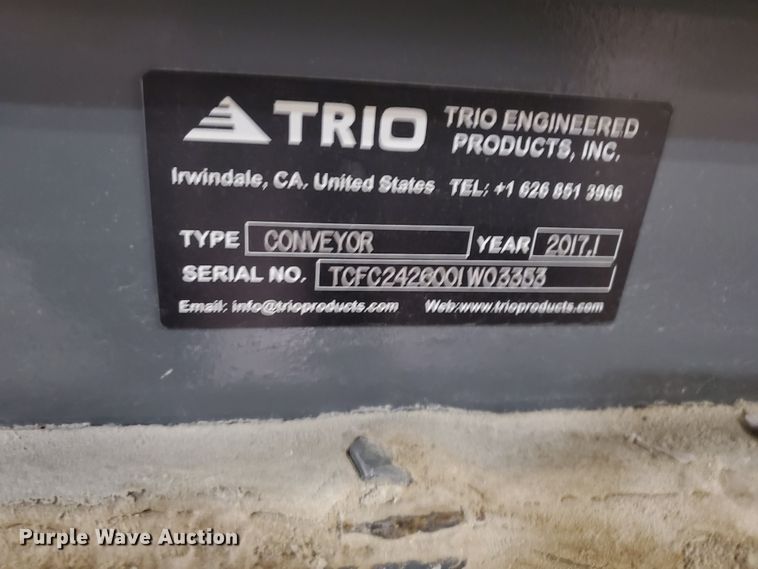 TRIO
TRIO ENGINEERED
PRODUCTS, INC.
Irwindale, CA. United States TEL: +1 626 851 3966
TYPE CONVEYOR YEAR 2017.1
SERIAL NO. TCFC2426001W03353
Email: info@trioproducts.com Web:www.trioproducts.com
Purple Wave Auction